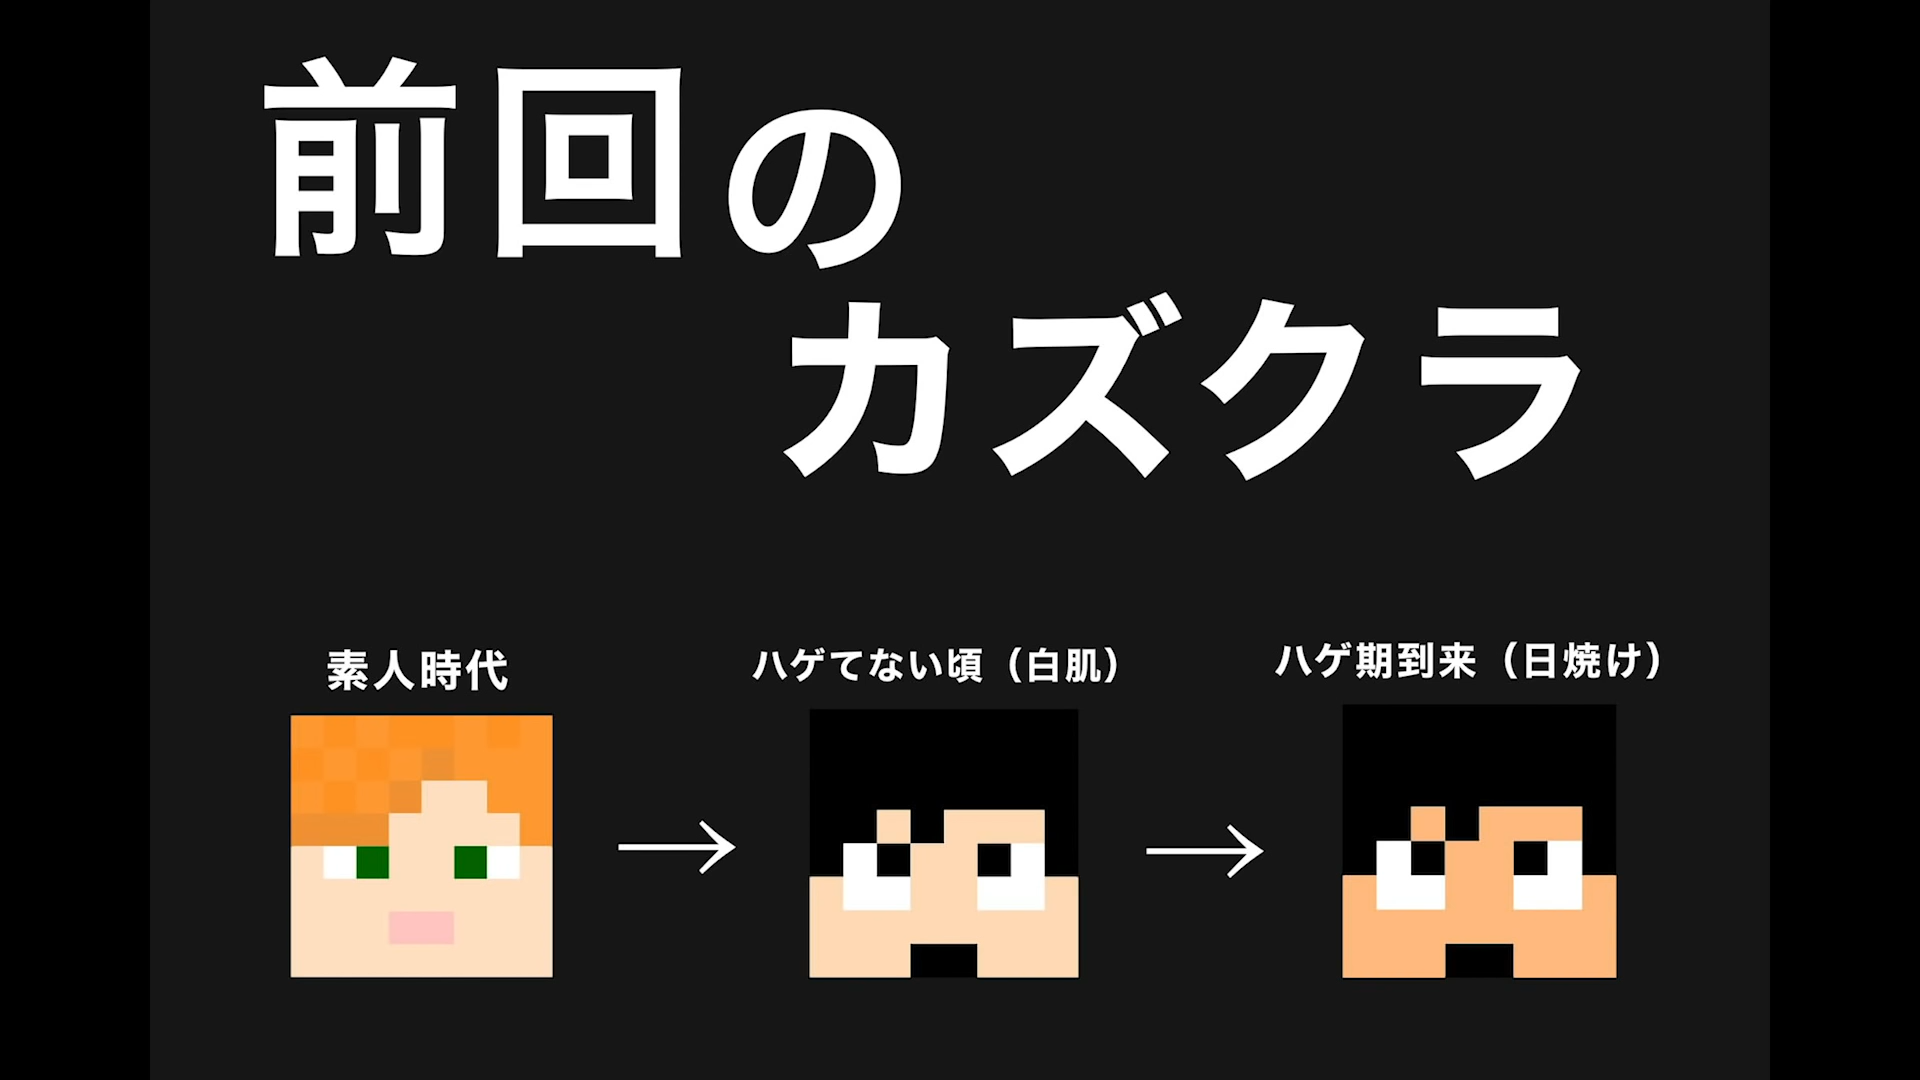 前回の
カズクラ
素人時代
ハゲてない頃（白肌）
ハゲ期到来（日焼け）